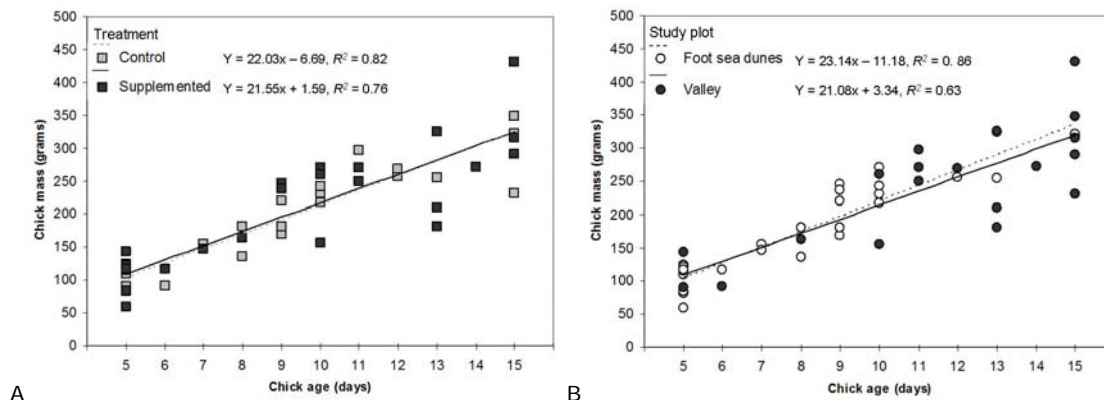 Treatment
Control Y = 22.03x – 6.69, R² = 0.82
Supplemented Y = 21.55x + 1.59, R² = 0.76
Chick mass (grams)
500
450
400
350
300
250
200
150
100
50
0
5 6 7 8 9 10 11 12 13 14 15
Chick age (days)
A
Study plot
Foot sea dunes Y = 23.14x – 11.18, R² = 0. 86
Valley Y = 21.08x + 3.34, R² = 0.63
Chick mass (grams)
500
450
400
350
300
250
200
150
100
50
0
5 6 7 8 9 10 11 12 13 14 15
Chick age (days)
B